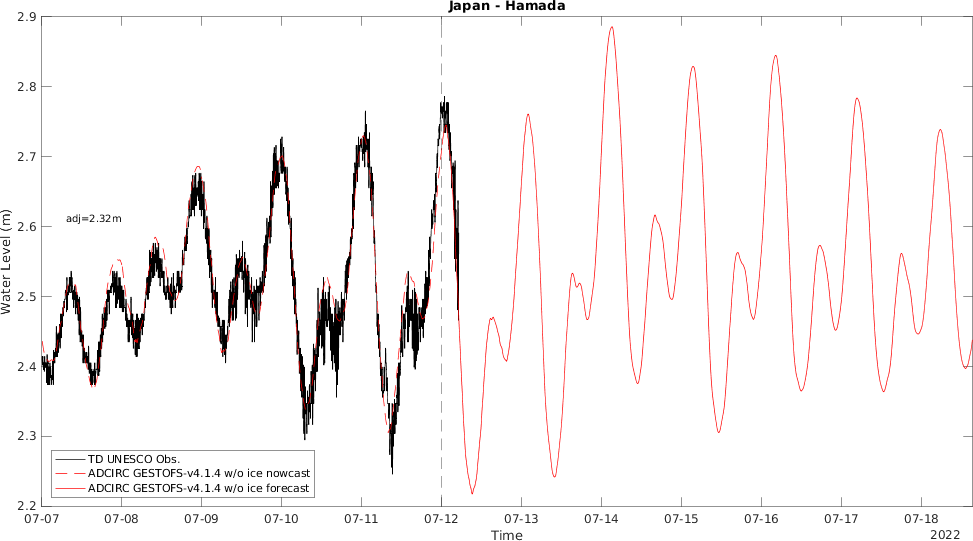 Japan - Hamada
Water Level (m)
2.9
2.8
2.7
2.6
2.5
2.4
2.3
2.2
adj=2.32m
TD UNESCO Obs.
ADCIRC GESTOFS-v4.1.4 w/o ice nowcast
ADCIRC GESTOFS-v4.1.4 w/o ice forecast
07-07 07-08 07-09 07-10 07-11 07-12 07-13 07-14 07-15 07-16 07-17 07-18
Time
2022